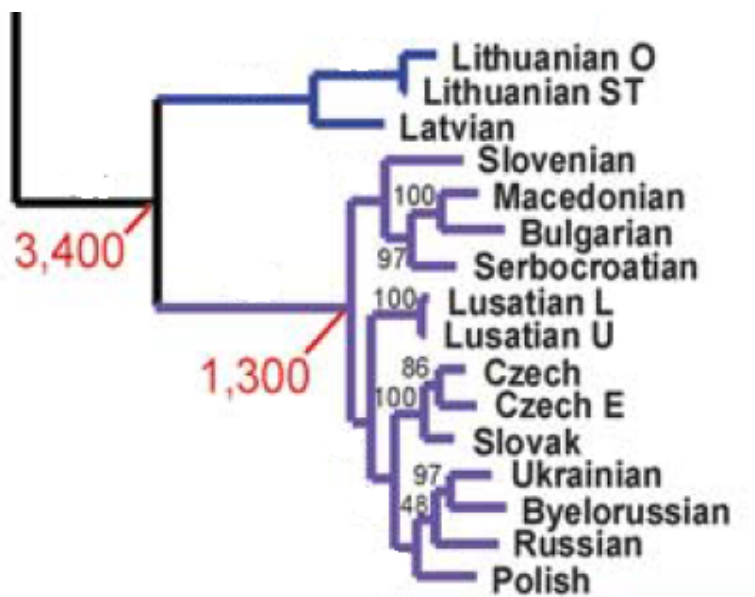 Lithuanian O
Lithuanian ST
Latvian
Slovenian
100 Macedonian
Bulgarian
97 Serbocroatian
3,400
100 Lusatian L
Lusatian U
1,300
86 Czech
100 Czech E
Slovak
97 Ukrainian
48 Byelorussian
Russian
Polish